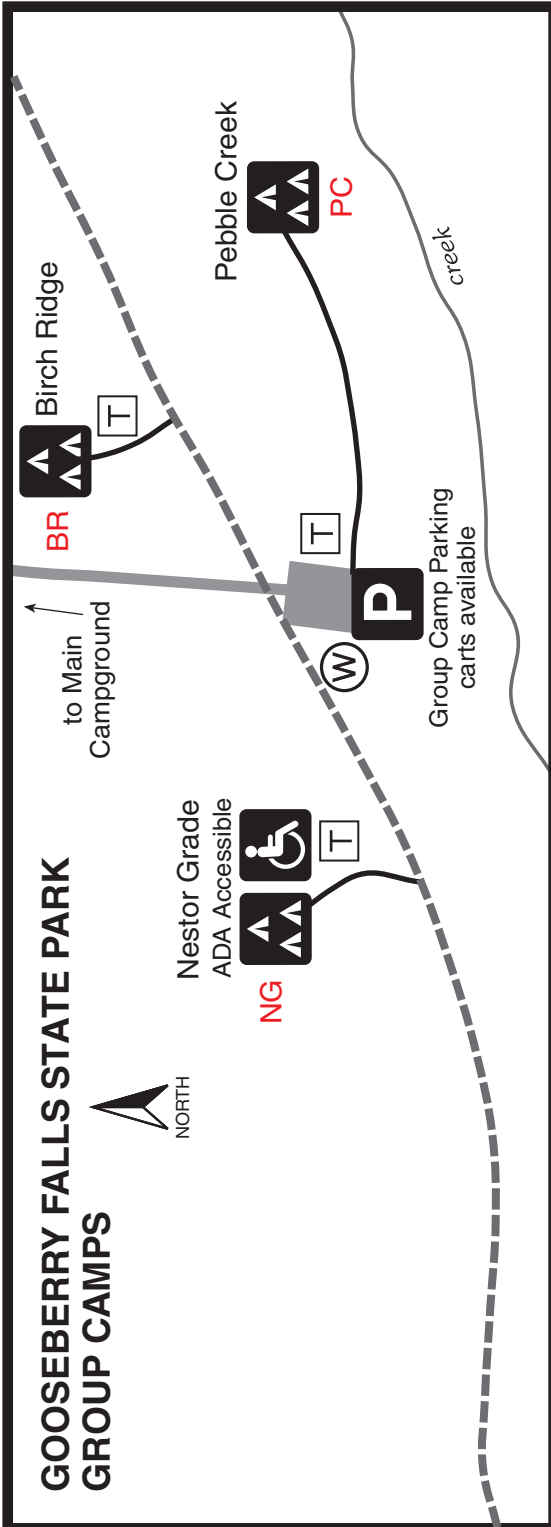 GOOSEBERRY FALLS STATE PARK
GROUP CAMPS
NORTH
to Main
Campground
BR
Birch Ridge
T
Nestor Grade
ADA Accessible
NG
T
W
P
T
Group Camp Parking
carts available
Pebble Creek
PC
creek